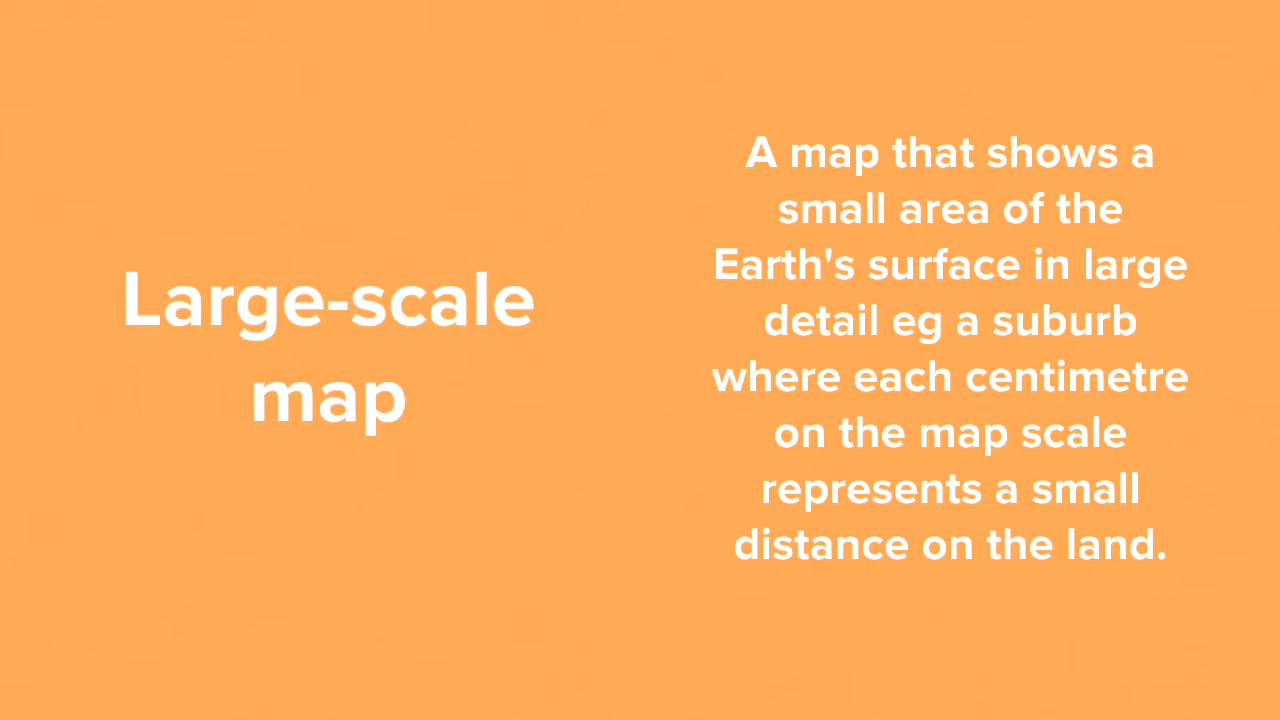 Large-scale
map
A map that shows a
small area of the
Earth's surface in large
detail eg a suburb
where each centimetre
on the map scale
represents a small
distance on the land.